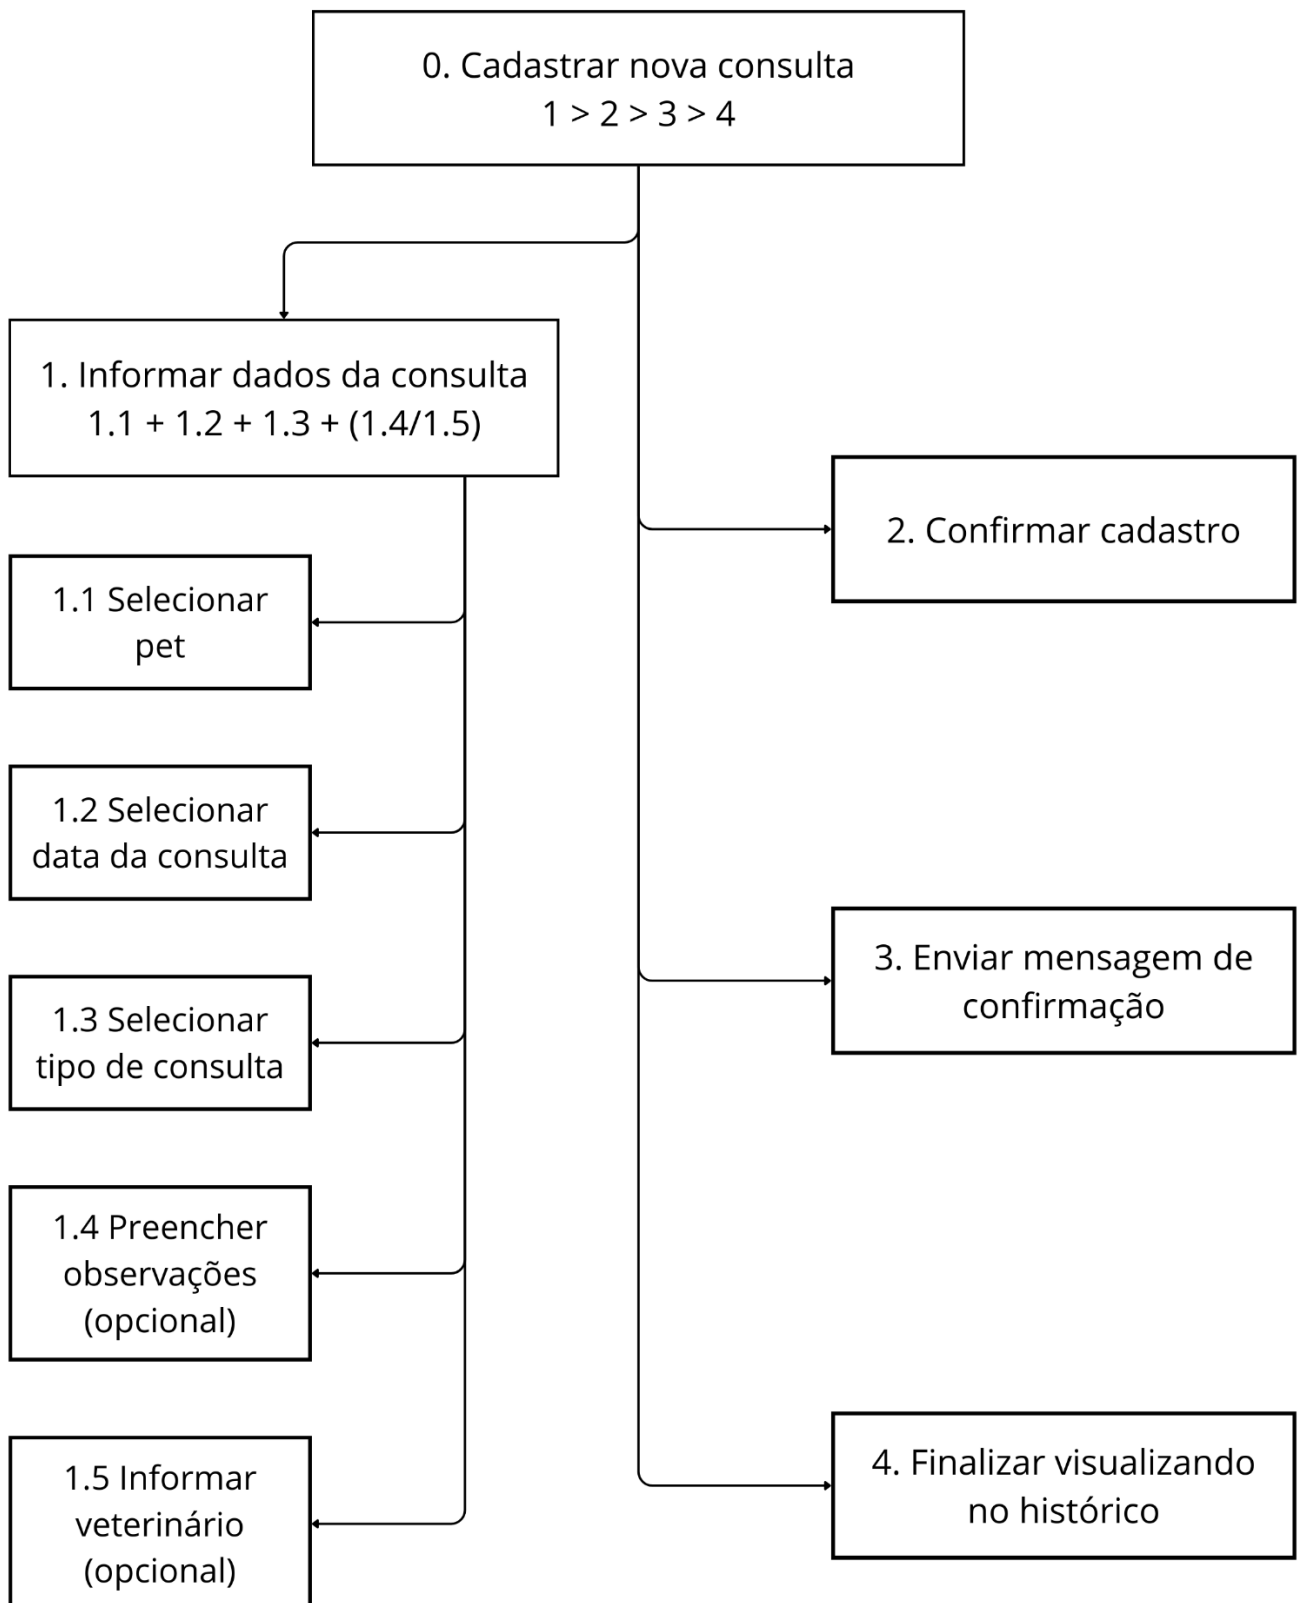 0. Cadastrar nova consulta
1 > 2 > 3 > 4
1. Informar dados da consulta
1.1 + 1.2 + 1.3 + (1.4/1.5)
1.1 Selecionar
pet
1.2 Selecionar
data da consulta
1.3 Selecionar
tipo de consulta
1.4 Preencher
observações
(opcional)
1.5 Informar
veterinário
(opcional)
2. Confirmar cadastro
3. Enviar mensagem de
confirmação
4. Finalizar visualizando
no histórico